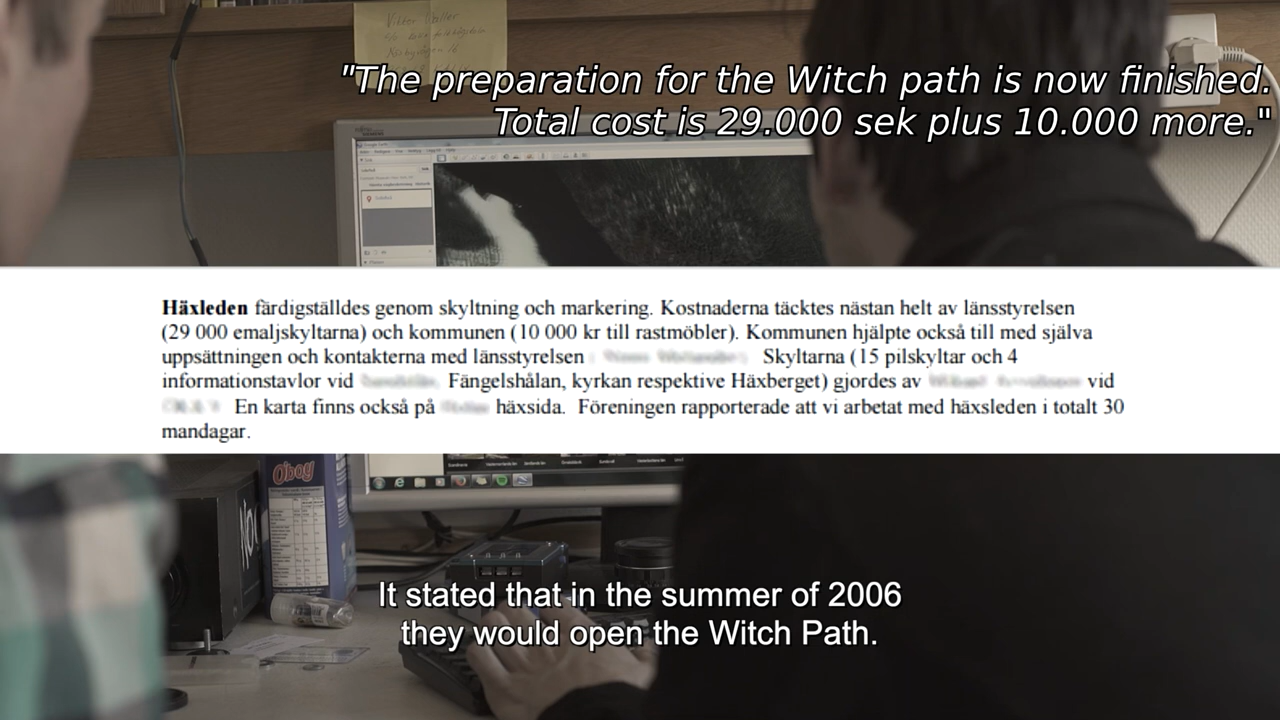 "The preparation for the Witch path is now finished.
Total cost is 29.000 sek plus 10.000 more."
Häxleden färdigställdes genom skyltning och markering. Kostnaderna täcktes nästan helt av länsstyrelsen
(29 000 emaljskyltarna) och kommunen (10 000 kr till rastmöbler). Kommunen hjälpte också till med själva
uppsättningen och kontakterna med länsstyrelsen Skyltarna (15 pilskyltar och 4
informationstavlor vid Fängelshålan, kyrkan respektive Häxberget) gjordes av vid
En karta finns också på häxsida. Föreningen rapporterade att vi arbetat med häxsleden i totalt 30
mandagar.
O'boy
It stated that in the summer of 2006
they would open the Witch Path.